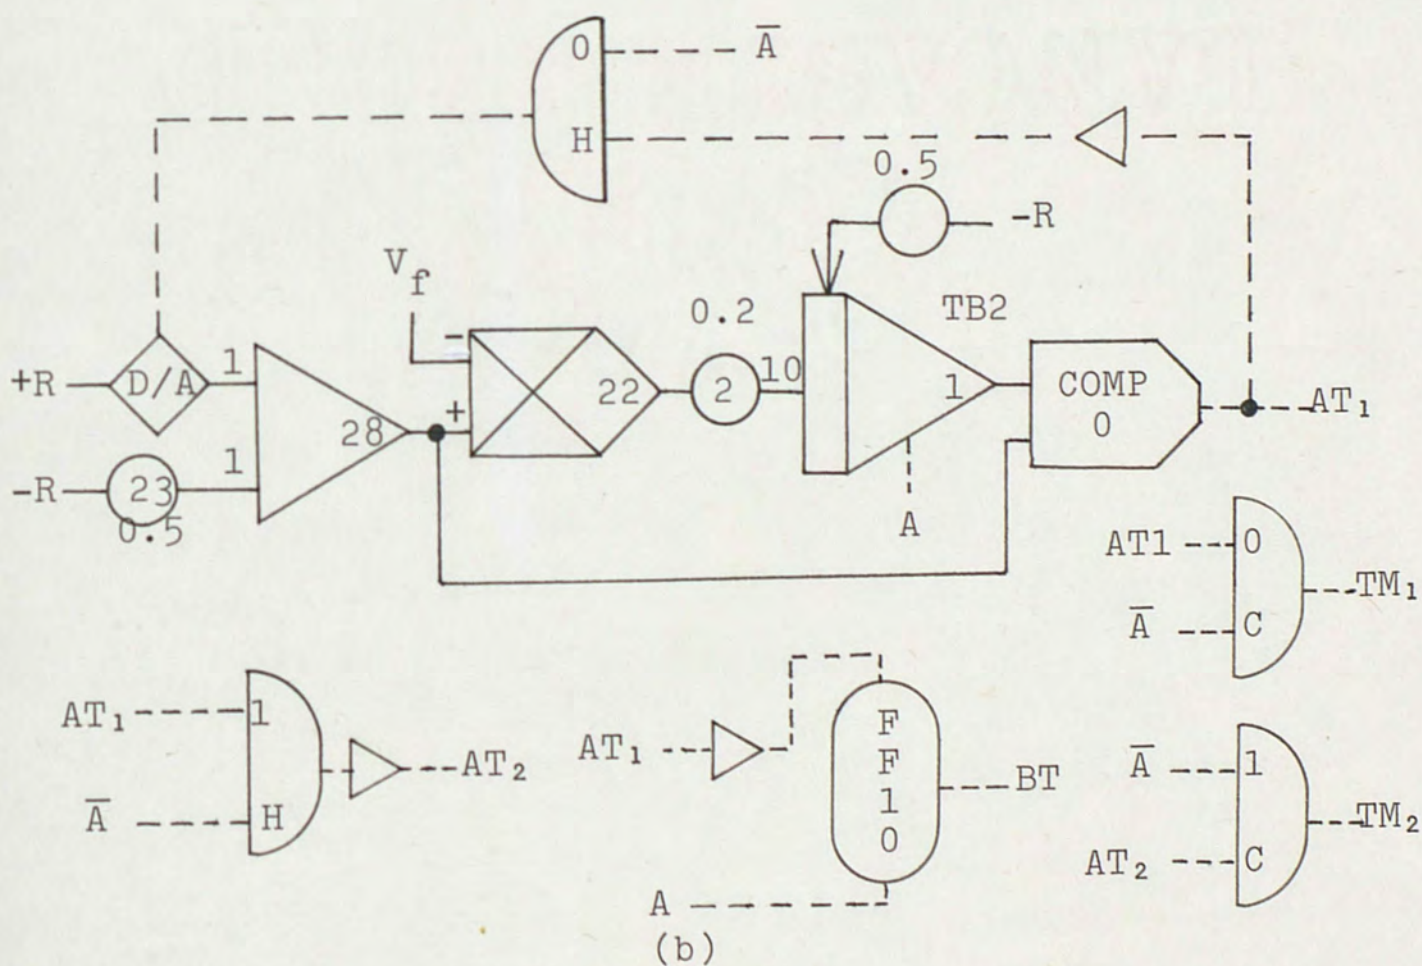 0 A̅
H
0.5
-R
V_f
0.2
TB2
+R D/A 1
-
22 2 10 1
COMP
0
AT₁
28 +
-R 23 1
0.5
A
AT1 0
TM₁
A̅ C
AT₁ 1
AT₂
A̅ H
AT₁
F
F
1
0
BT
A
A̅ 1
TM₂
AT₂ C
(b)